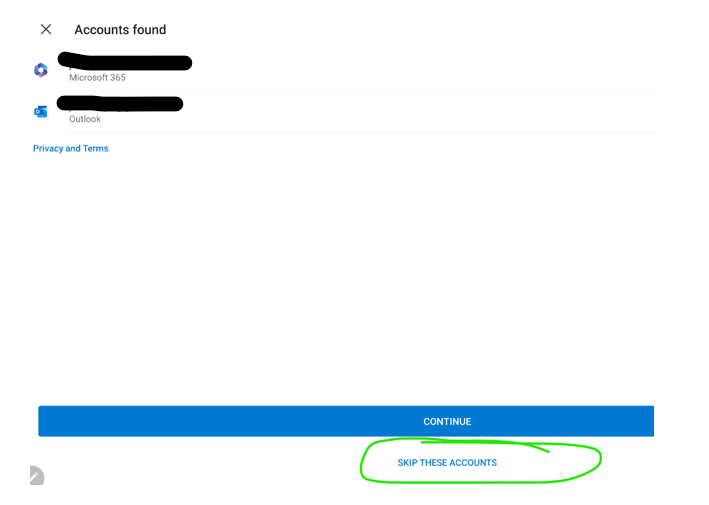 Accounts found
Microsoft 365
Outlook
Privacy and Terms
CONTINUE
SKIP THESE ACCOUNTS